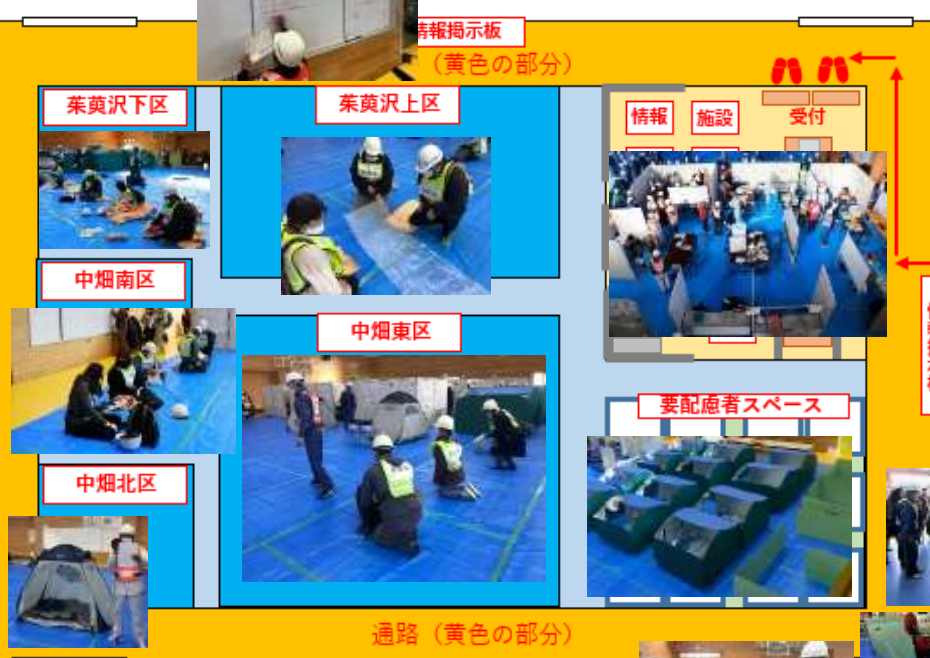 情報掲示板
（黄色の部分）
茱萸沢下区
茱萸沢上区
情報
施設
受付
中畑南区
中畑東区
要配慮者スペース
中畑北区
通路（黄色の部分）